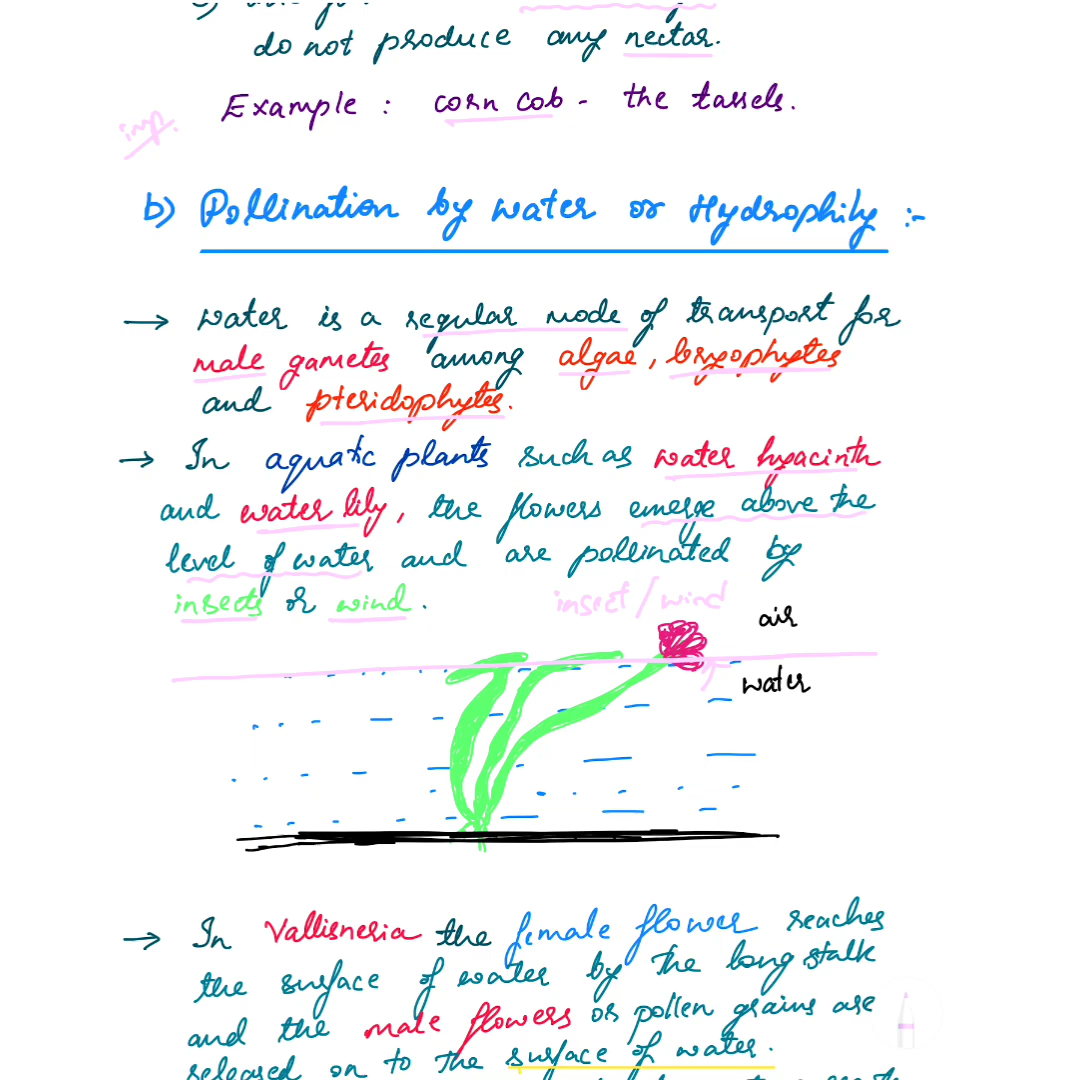 do not produce any nectar.
Example : corn cob - the tassels.
imp.
b) Pollination by water or Hydrophily :-
→ water is a regular mode of transport for
male gametes among algae, bryophytes
and pteridophytes.
→ In aquatic plants such as water hyacinth
and water lily, the flowers emerge above the
level of water and are pollinated by
insects or wind.
insect/wind
air
water
→ In Vallisneria the female flower reaches
the surface of water by the long stalk
and the male flowers or pollen grains are
released on to the surface of water.